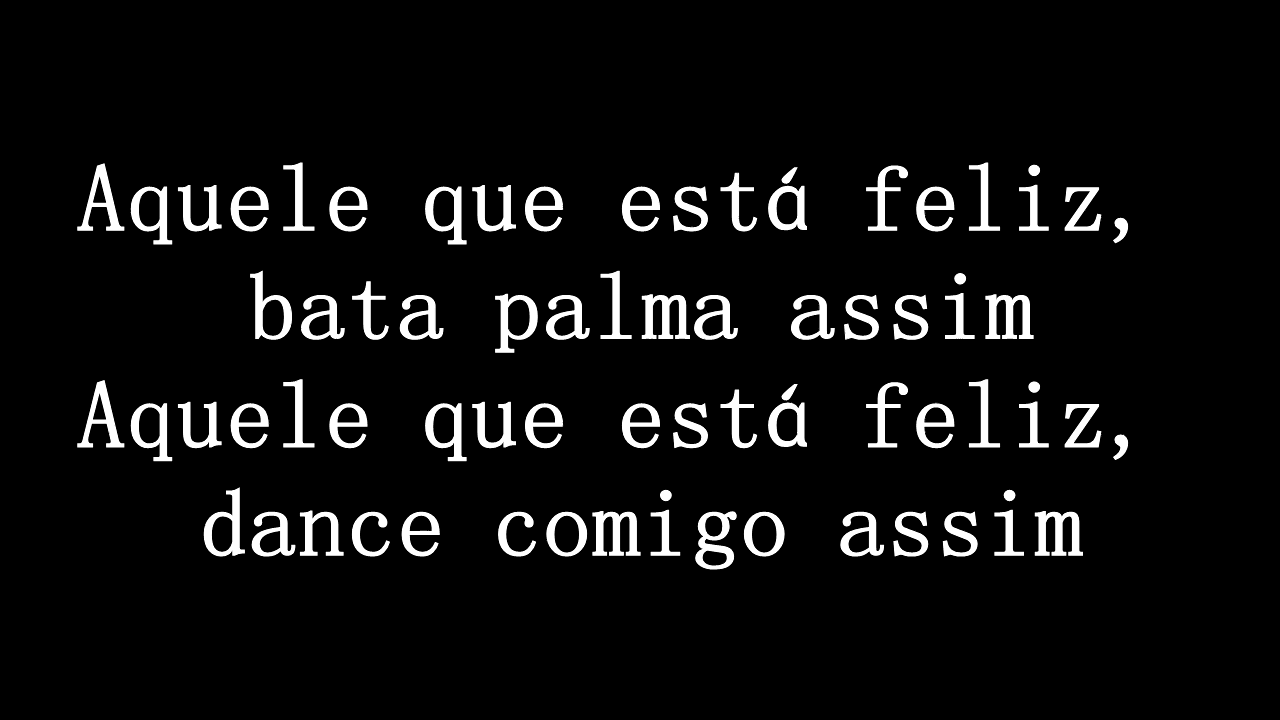 Aquele que está feliz,
bata palma assim
Aquele que está feliz,
dance comigo assim